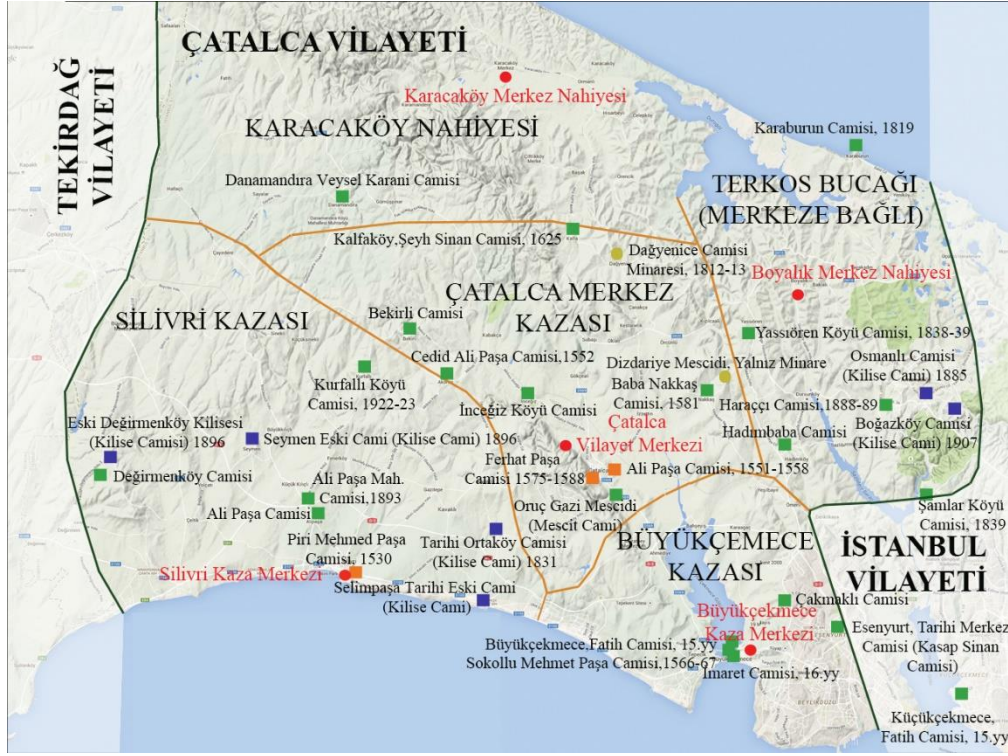 ÇATALCA VİLAYETİ
TEKİRDAĞ
VİLAYETİ
Karacaköy Merkez Nahiyesi
KARACAKÖY NAHİYESİ
Karaburun Camisi, 1819
Danamandıra Veysel Karani Camisi
TERKOS BUCAĞI
(MERKEZE BAĞLI)
Kalfaköy,Şeyh Sinan Camisi, 1625
Dağyenice Camisi
Minaresi, 1812-13
Boyalık Merkez Nahiyesi
ÇATALCA MERKEZ
KAZASI
SİLİVRİ KAZASI
Bekirli Camisi
Yassıören Köyü Camisi, 1838-39
Cedid Ali Paşa Camisi,1552
Dizdariye Mescidi, Yalnız Minare
Osmanlı Camisi
(Kilise Cami) 1885
Kurfallı Köyü
Camisi, 1922-23
Baba Nakkaş
Camisi, 1581
İnceğiz Köyü Camisi
Haraççı Camisi,1888-89
Boğazköy Camisi
(Kilise Cami) 1907
Eski Değirmenköy Kilisesi
(Kilise Camisi) 1896
Seymen Eski Cami (Kilise Cami) 1896
Çatalca
Vilayet Merkezi
Hadımbaba Camisi
Değirmenköy Camisi
Ferhat Paşa
Camisi 1575-1588
Ali Paşa Camisi, 1551-1558
Ali Paşa Mah.
Camisi,1893
Ali Paşa Camisi
Oruç Gazi Mescidi
(Mescit Cami)
Şamlar Köyü
Camisi, 1839
Piri Mehmed Paşa
Camisi, 1530
Tarihi Ortaköy Camisi
(Kilise Cami) 1831
BÜYÜKÇEMECE
KAZASI
İSTANBUL
VİLAYETİ
Silivri Kaza Merkezi
Selimpaşa Tarihi Eski Cami
(Kilise Cami)
Çakmaklı Camisi
Büyükçekmece
Kaza Merkezi
Esenyurt, Tarihi Merkez
Camisi (Kasap Sinan
Camisi)
Büyükçekmece,Fatih Camisi, 15.yy
Sokollu Mehmet Paşa Camisi,1566-67
İmaret Camisi, 16.yy
Küçükçekmece,
Fatih Camisi, 15.yy